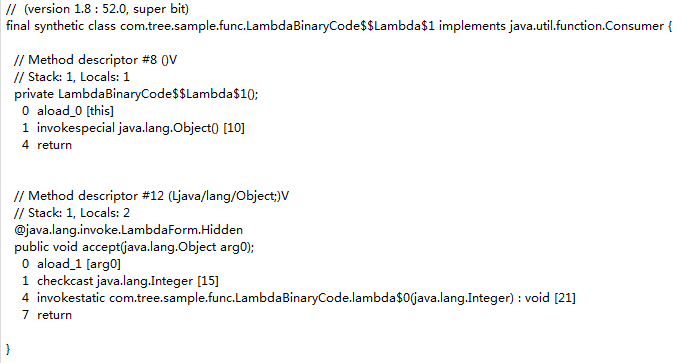 // (version 1.8 : 52.0, super bit)
final synthetic class com.tree.sample.func.LambdaBinaryCode$$Lambda$1 implements java.util.function.Consumer {
// Method descriptor #8 ()V
// Stack: 1, Locals: 1
private LambdaBinaryCode$$Lambda$1();
0 aload_0 [this]
1 invokespecial java.lang.Object() [10]
4 return
// Method descriptor #12 (Ljava/lang/Object;)V
// Stack: 1, Locals: 2
@java.lang.invoke.LambdaForm.Hidden
public void accept(java.lang.Object arg0);
0 aload_1 [arg0]
1 checkcast java.lang.Integer [15]
4 invokestatic com.tree.sample.func.LambdaBinaryCode.lambda$0(java.lang.Integer) : void [21]
7 return
}